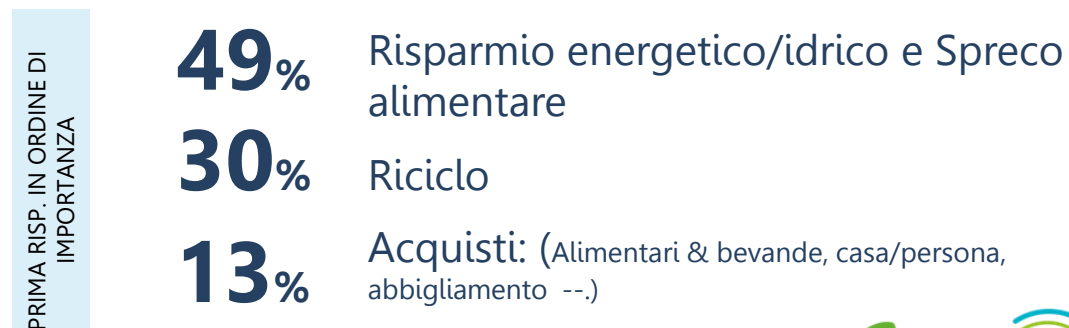 PRIMA RISP. IN ORDINE DI
IMPORTANZA
49%
Risparmio energetico/idrico e Spreco
alimentare
30%
Riciclo
13%
Acquisti: (Alimentari & bevande, casa/persona,
abbigliamento --.)